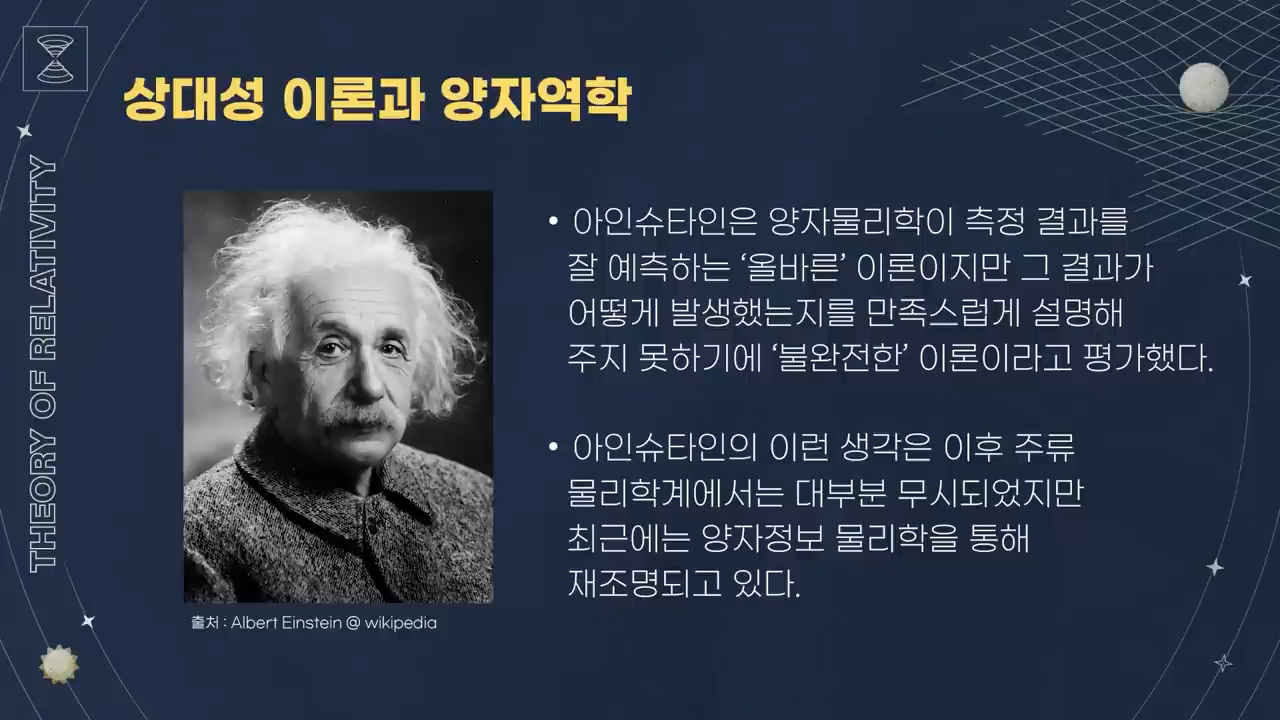 상대성 이론과 양자역학
THEORY OF RELATIVITY
• 아인슈타인은 양자물리학이 측정 결과를
잘 예측하는 ‘올바른’ 이론이지만 그 결과가
어떻게 발생했는지를 만족스럽게 설명해
주지 못하기에 ‘불완전한’ 이론이라고 평가했다.
• 아인슈타인의 이런 생각은 이후 주류
물리학계에서는 대부분 무시되었지만
최근에는 양자정보 물리학을 통해
재조명되고 있다.
출처 : Albert Einstein @ wikipedia